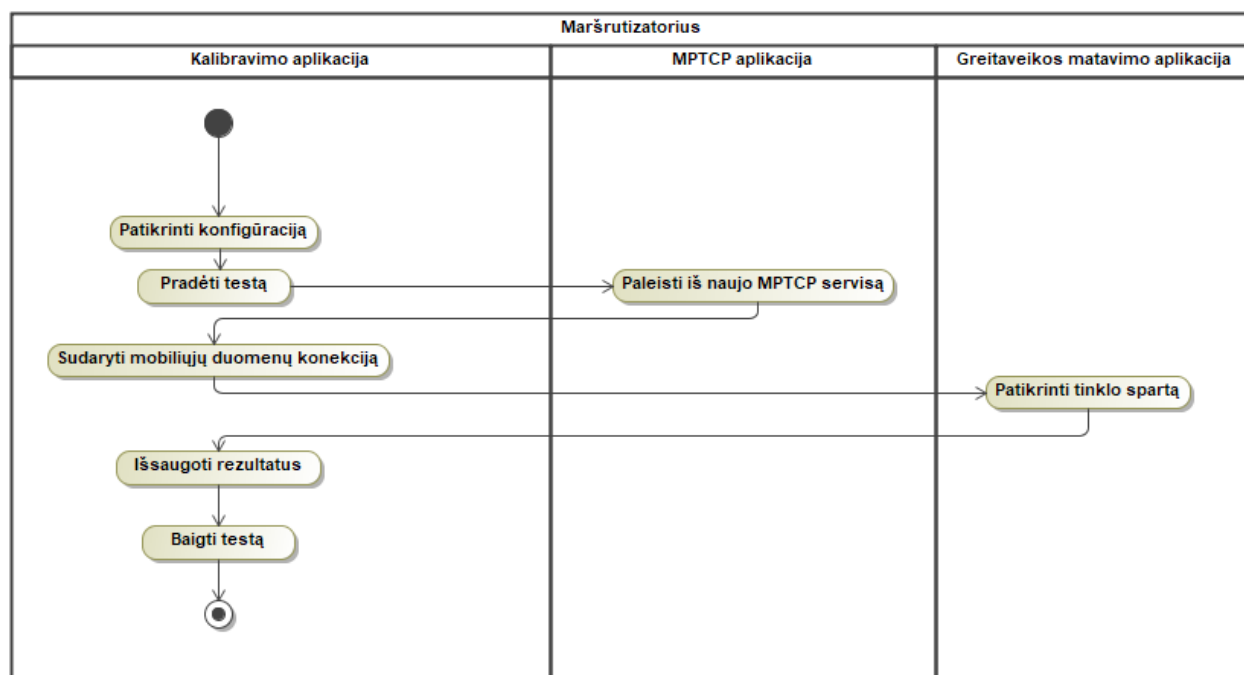 Maršrutizatorius
Kalibravimo aplikacija
MPTCP aplikacija
Greitaveikos matavimo aplikacija
Patikrinti konfigūraciją
Pradėti testą
Paleisti iš naujo MPTCP servisą
Sudaryti mobiliųjų duomenų konekciją
Patikrinti tinklo spartą
Išsaugoti rezultatus
Baigti testą